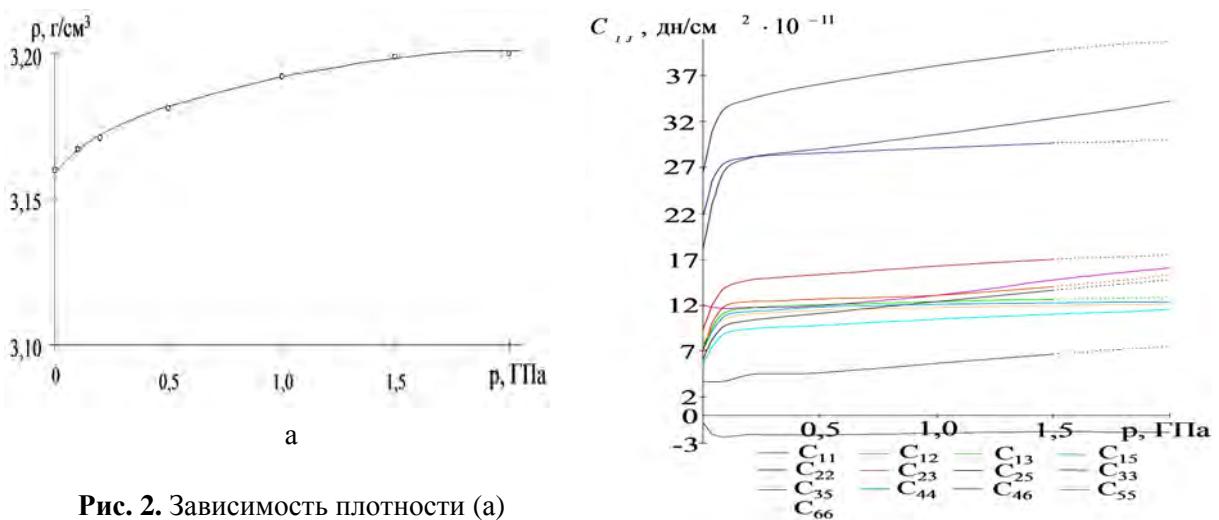 ρ, г/см³
3,20
3,15
3,10
0 0,5 1,0 1,5 p, ГПа
а
Рис. 2. Зависимость плотности (а)
C , дн/см 2 · 10 -11
37
32
27
22
17
12
7
2
0
-3
0,5 1,0 1,5 p, ГПа
C11 C12 C13 C15
C22 C23 C25 C33
C35 C44 C46 C55
C66